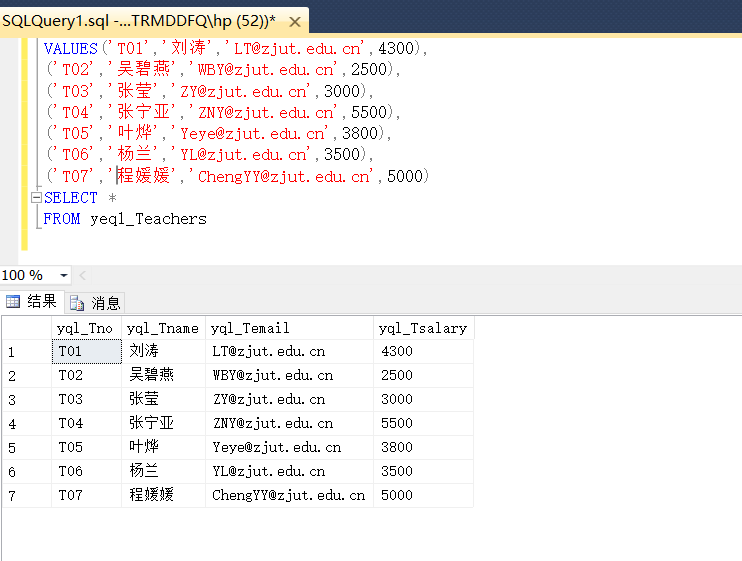 SQLQuery1.sql -...TRMDDFQ\hp (52))*
VALUES('T01','刘涛','LT@zjut.edu.cn',4300),
('T02','吴碧燕','WBY@zjut.edu.cn',2500),
('T03','张莹','ZY@zjut.edu.cn',3000),
('T04','张宁亚','ZNY@zjut.edu.cn',5500),
('T05','叶烨','Yeye@zjut.edu.cn',3800),
('T06','杨兰','YL@zjut.edu.cn',3500),
('T07','程媛媛','ChengYY@zjut.edu.cn',5000)
SELECT *
FROM yeql_Teachers
100 %
结果 消息
yql_Tno yql_Tname yql_Temail yql_Tsalary
1 T01 刘涛 LT@zjut.edu.cn 4300
2 T02 吴碧燕 WBY@zjut.edu.cn 2500
3 T03 张莹 ZY@zjut.edu.cn 3000
4 T04 张宁亚 ZNY@zjut.edu.cn 5500
5 T05 叶烨 Yeye@zjut.edu.cn 3800
6 T06 杨兰 YL@zjut.edu.cn 3500
7 T07 程媛媛 ChengYY@zjut.edu.cn 5000